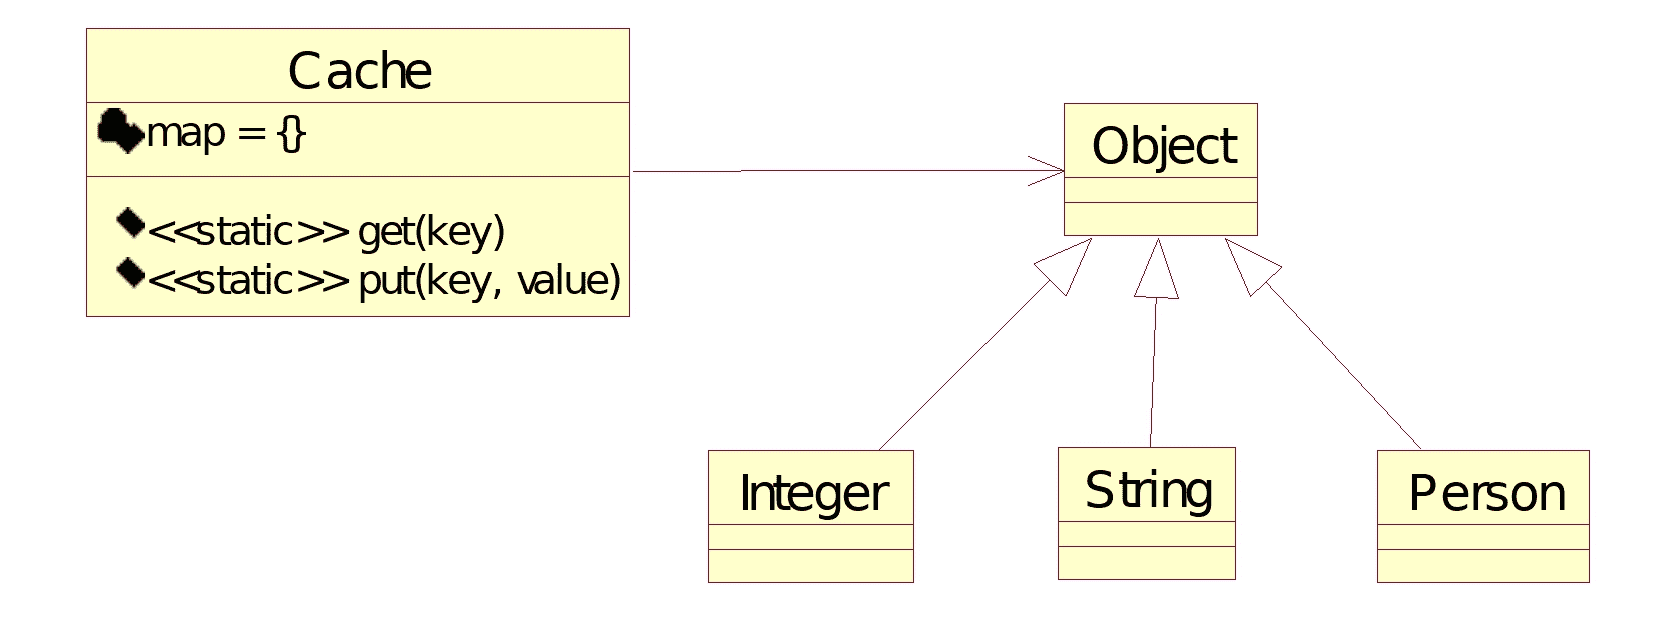 Cache
map = {}
<<static>> get(key)
<<static>> put(key, value)
Object
Integer
String
Person